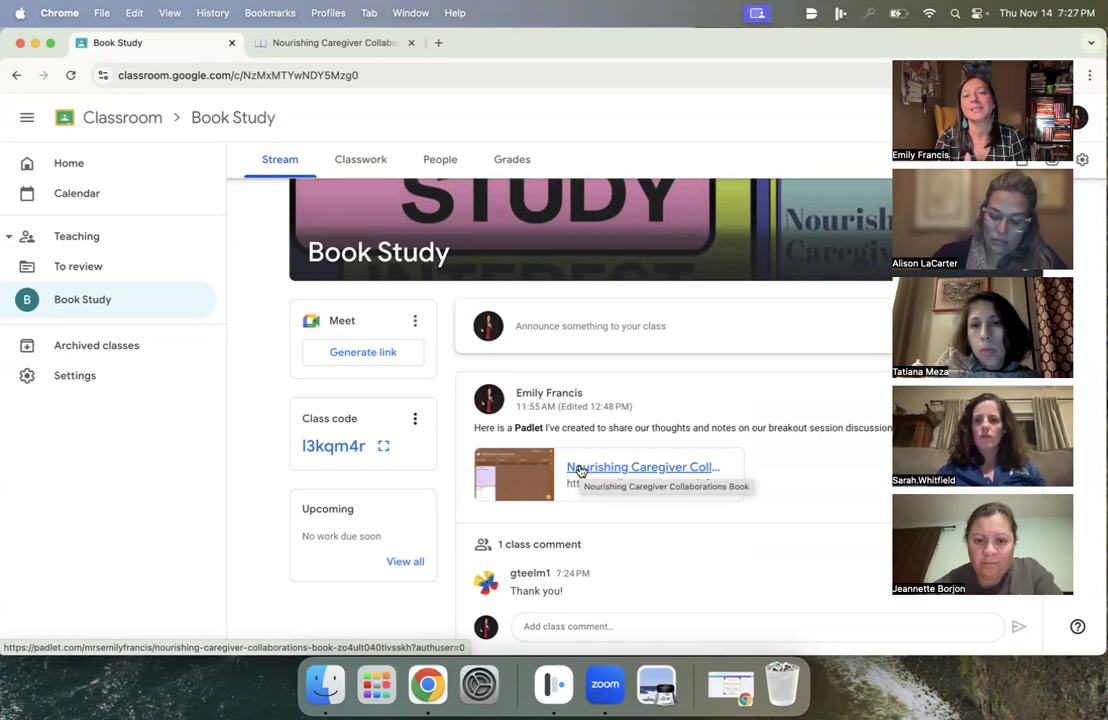 Chrome File Edit View History Bookmarks Profiles Tab Window Help Thu Nov 14 7:27 PM
Book Study
Nourishing Caregiver Collabo
classroom.google.com/c/NzMxMTYwNDY5Mzg0
Classroom > Book Study
Home
Calendar
Teaching
To review
B Book Study
Archived classes
Settings
Stream Classwork People Grades
STUDY
INTEREST
Nourish
Caregiv
Book Study
Meet
Generate link
Class code
l3kqm4r
Upcoming
No work due soon
View all
Announce something to your class
Emily Francis
11:55 AM (Edited 12:48 PM)
Here is a Padlet I've created to share our thoughts and notes on our breakout session discussion
Nourishing Caregiver Coll...
htt
Nourishing Caregiver Collaborations Book
1 class comment
gteelm1 7:24 PM
Thank you!
Add class comment...
Emily Francis
Alison LaCarter
Tatiana Meza
Sarah.Whitfield
Jeannette Borjon
https://padlet.com/mrsemilyfrancis/nourishing-caregiver-collaborations-book-zo4ult040tivsskh?authuser=0
zoom